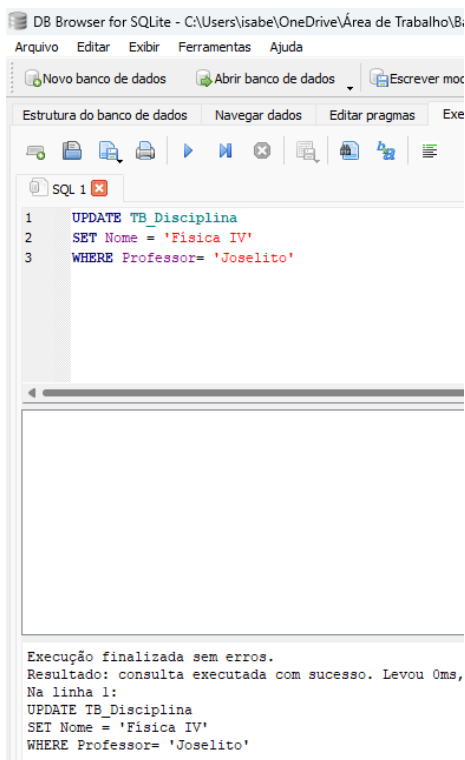 DB Browser for SQLite - C:\Users\isabe\OneDrive\Área de Trabalho\Ba
Arquivo Editar Exibir Ferramentas Ajuda
Novo banco de dados Abrir banco de dados Escrever mod
Estrutura do banco de dados Navegar dados Editar pragmas Exe
SQL 1
1 UPDATE TB_Disciplina
2 SET Nome = 'Física IV'
3 WHERE Professor= 'Joselito'
Execução finalizada sem erros.
Resultado: consulta executada com sucesso. Levou 0ms,
Na linha 1:
UPDATE TB_Disciplina
SET Nome = 'Física IV'
WHERE Professor= 'Joselito'